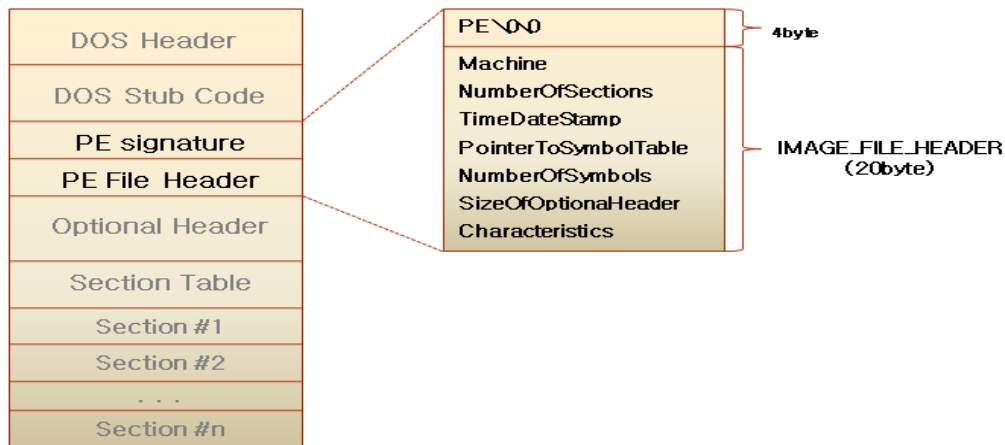 DOS Header
DOS Stub Code
PE signature
PE File Header
Optional Header
Section Table
Section #1
Section #2
. . .
Section #n
PE\0\0
Machine
NumberOfSections
TimeDateStamp
PointerToSymbolTable
NumberOfSymbols
SizeOfOptionaHeader
Characteristics
4byte
IMAGE_FILE_HEADER
(20byte)